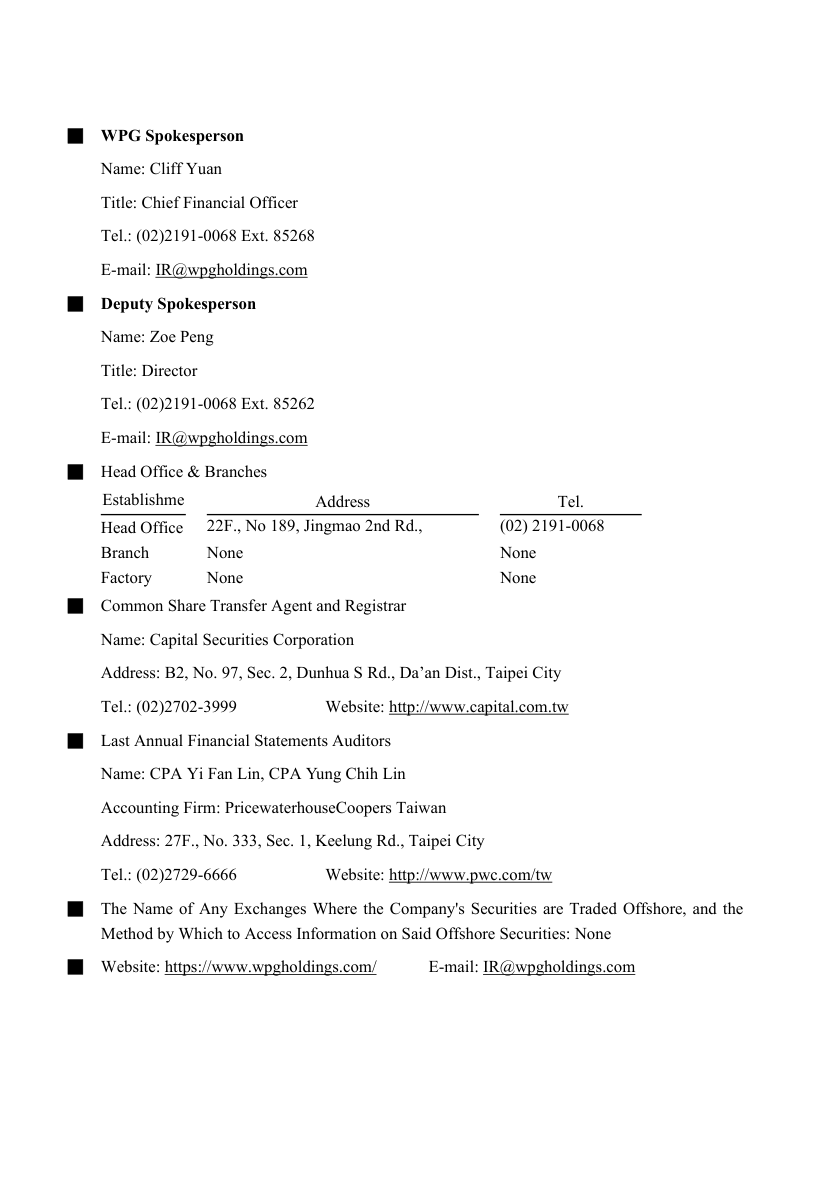 WPG Spokesperson
Name: Cliff Yuan
Title: Chief Financial Officer
Tel.: (02)2191-0068 Ext. 85268
E-mail: IR@wpgholdings.com
Deputy Spokesperson
Name: Zoe Peng
Title: Director
Tel.: (02)2191-0068 Ext. 85262
E-mail: IR@wpgholdings.com
Head Office & Branches
Establishme Address Tel.
Head Office 22F., No 189, Jingmao 2nd Rd., (02) 2191-0068
Branch None None
Factory None None
Common Share Transfer Agent and Registrar
Name: Capital Securities Corporation
Address: B2, No. 97, Sec. 2, Dunhua S Rd., Da’an Dist., Taipei City
Tel.: (02)2702-3999 Website: http://www.capital.com.tw
Last Annual Financial Statements Auditors
Name: CPA Yi Fan Lin, CPA Yung Chih Lin
Accounting Firm: PricewaterhouseCoopers Taiwan
Address: 27F., No. 333, Sec. 1, Keelung Rd., Taipei City
Tel.: (02)2729-6666 Website: http://www.pwc.com/tw
The Name of Any Exchanges Where the Company's Securities are Traded Offshore, and the
Method by Which to Access Information on Said Offshore Securities: None
Website: https://www.wpgholdings.com/ E-mail: IR@wpgholdings.com